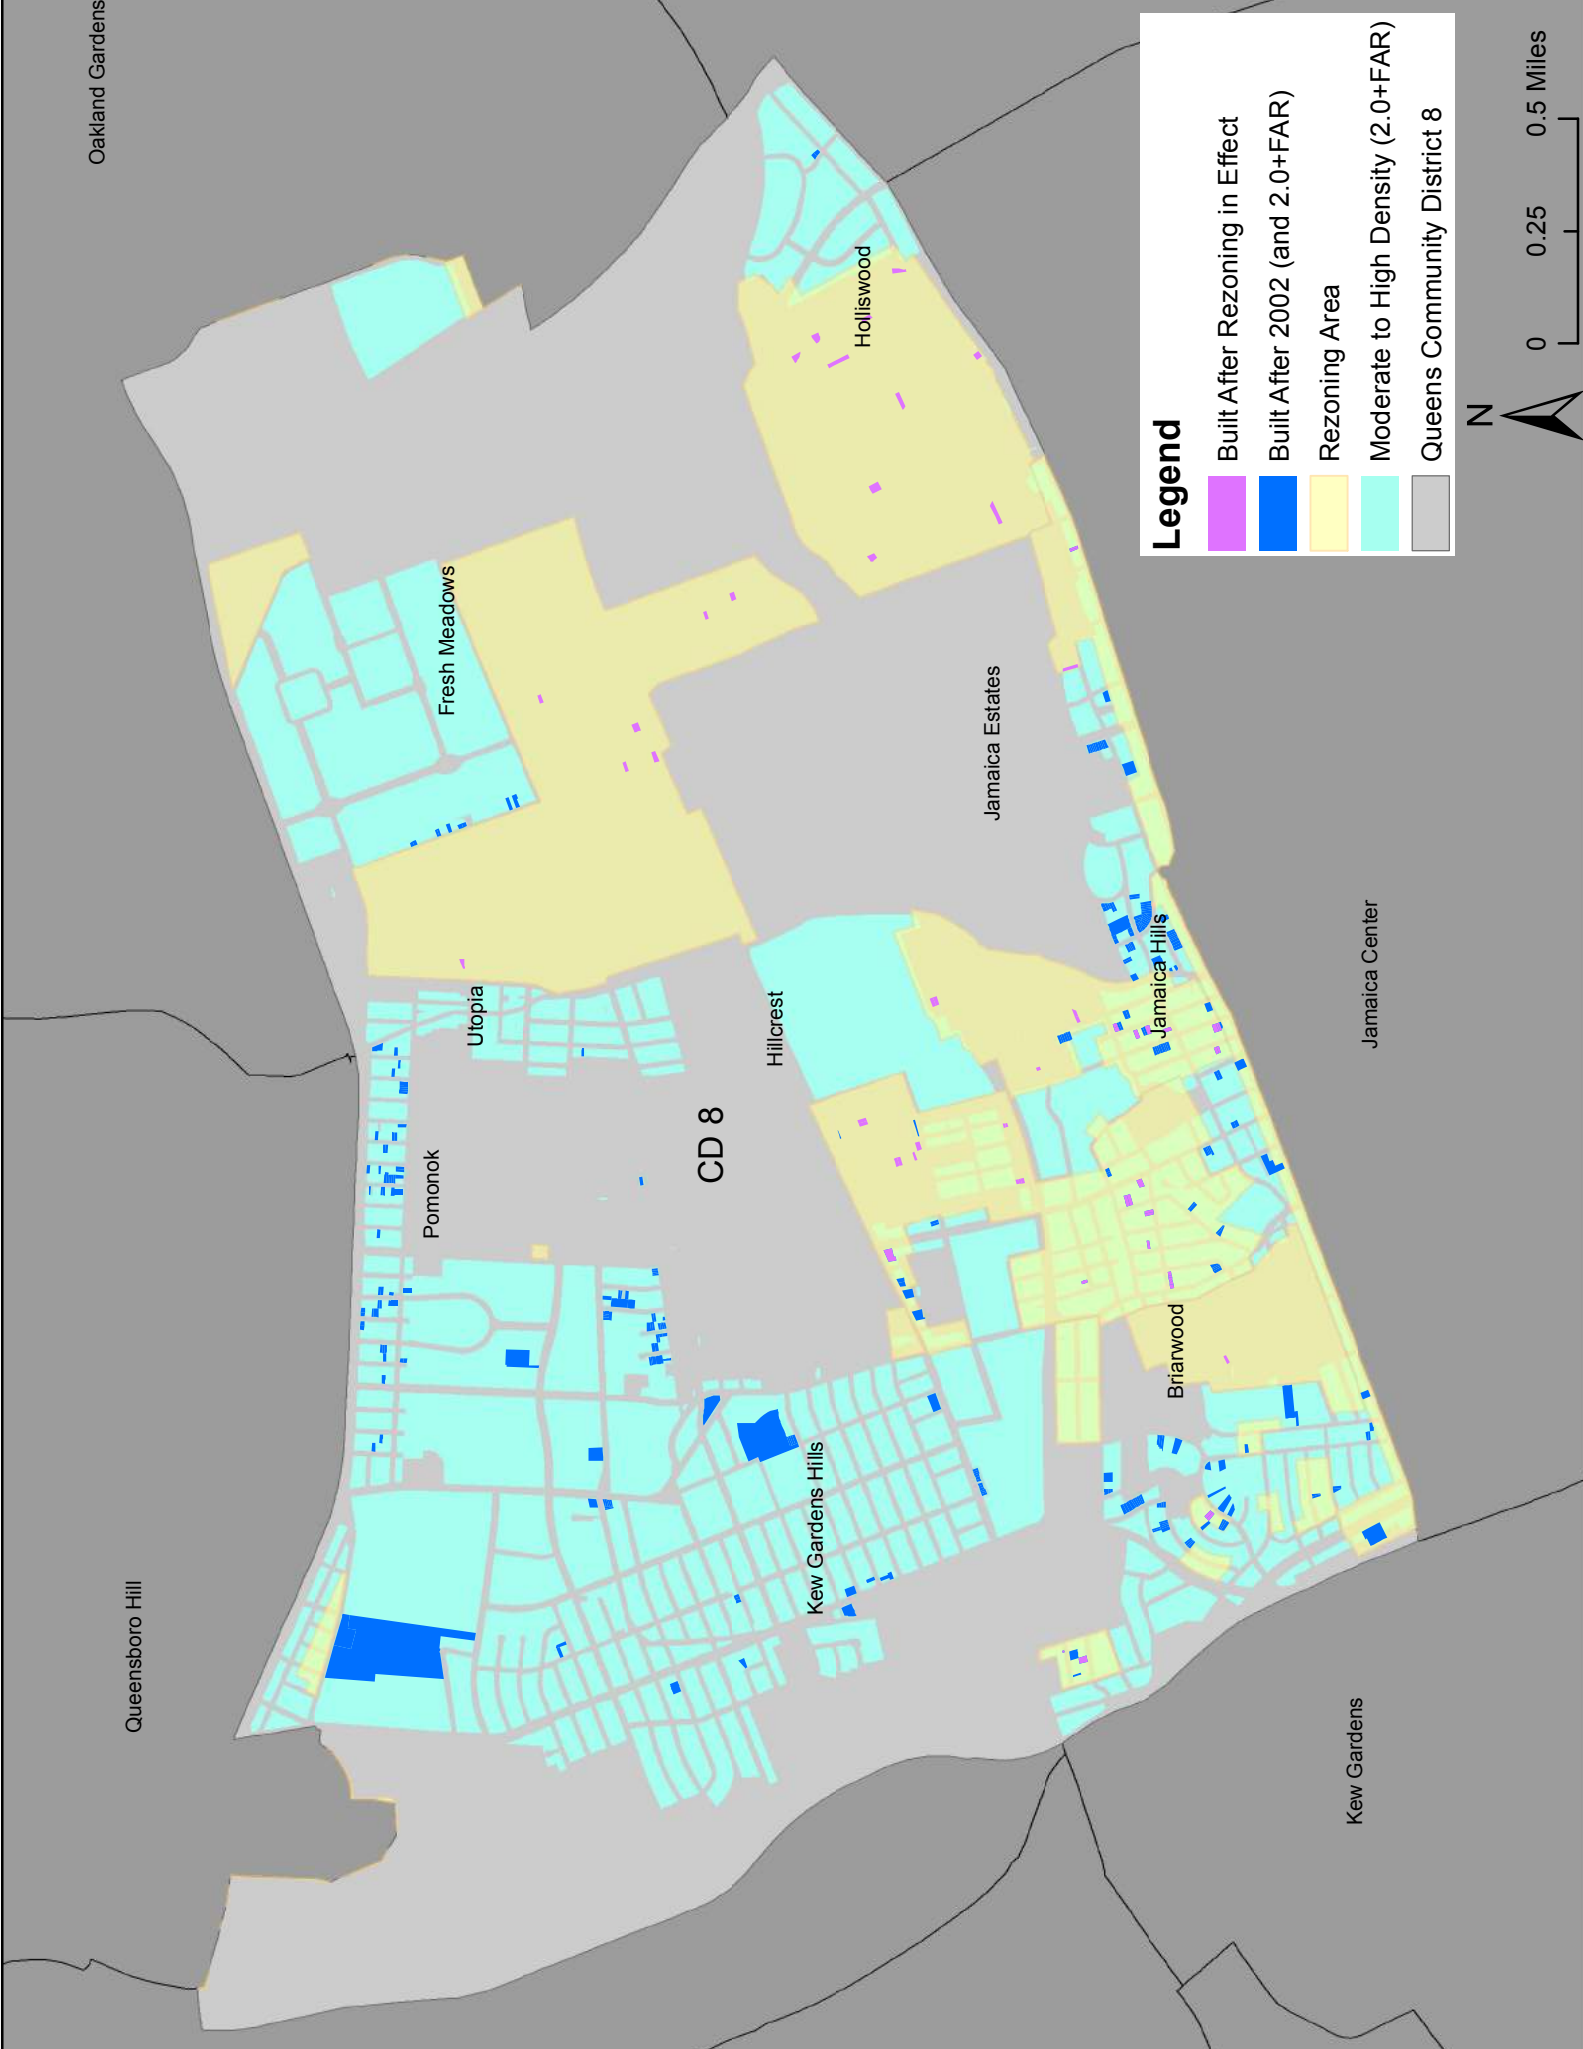 Oakland Gardens
Queensboro Hill
Fresh Meadows
Utopia
Pomonok
Holliswood
Hillcrest
CD 8
Kew Gardens Hills
Jamaica Estates
Jamaica Hills
Briarwood
Jamaica Center
Kew Gardens
Legend
Built After Rezoning in Effect
Built After 2002 (and 2.0+FAR)
Rezoning Area
Moderate to High Density (2.0+FAR)
Queens Community District 8
N
0 0.25 0.5 Miles